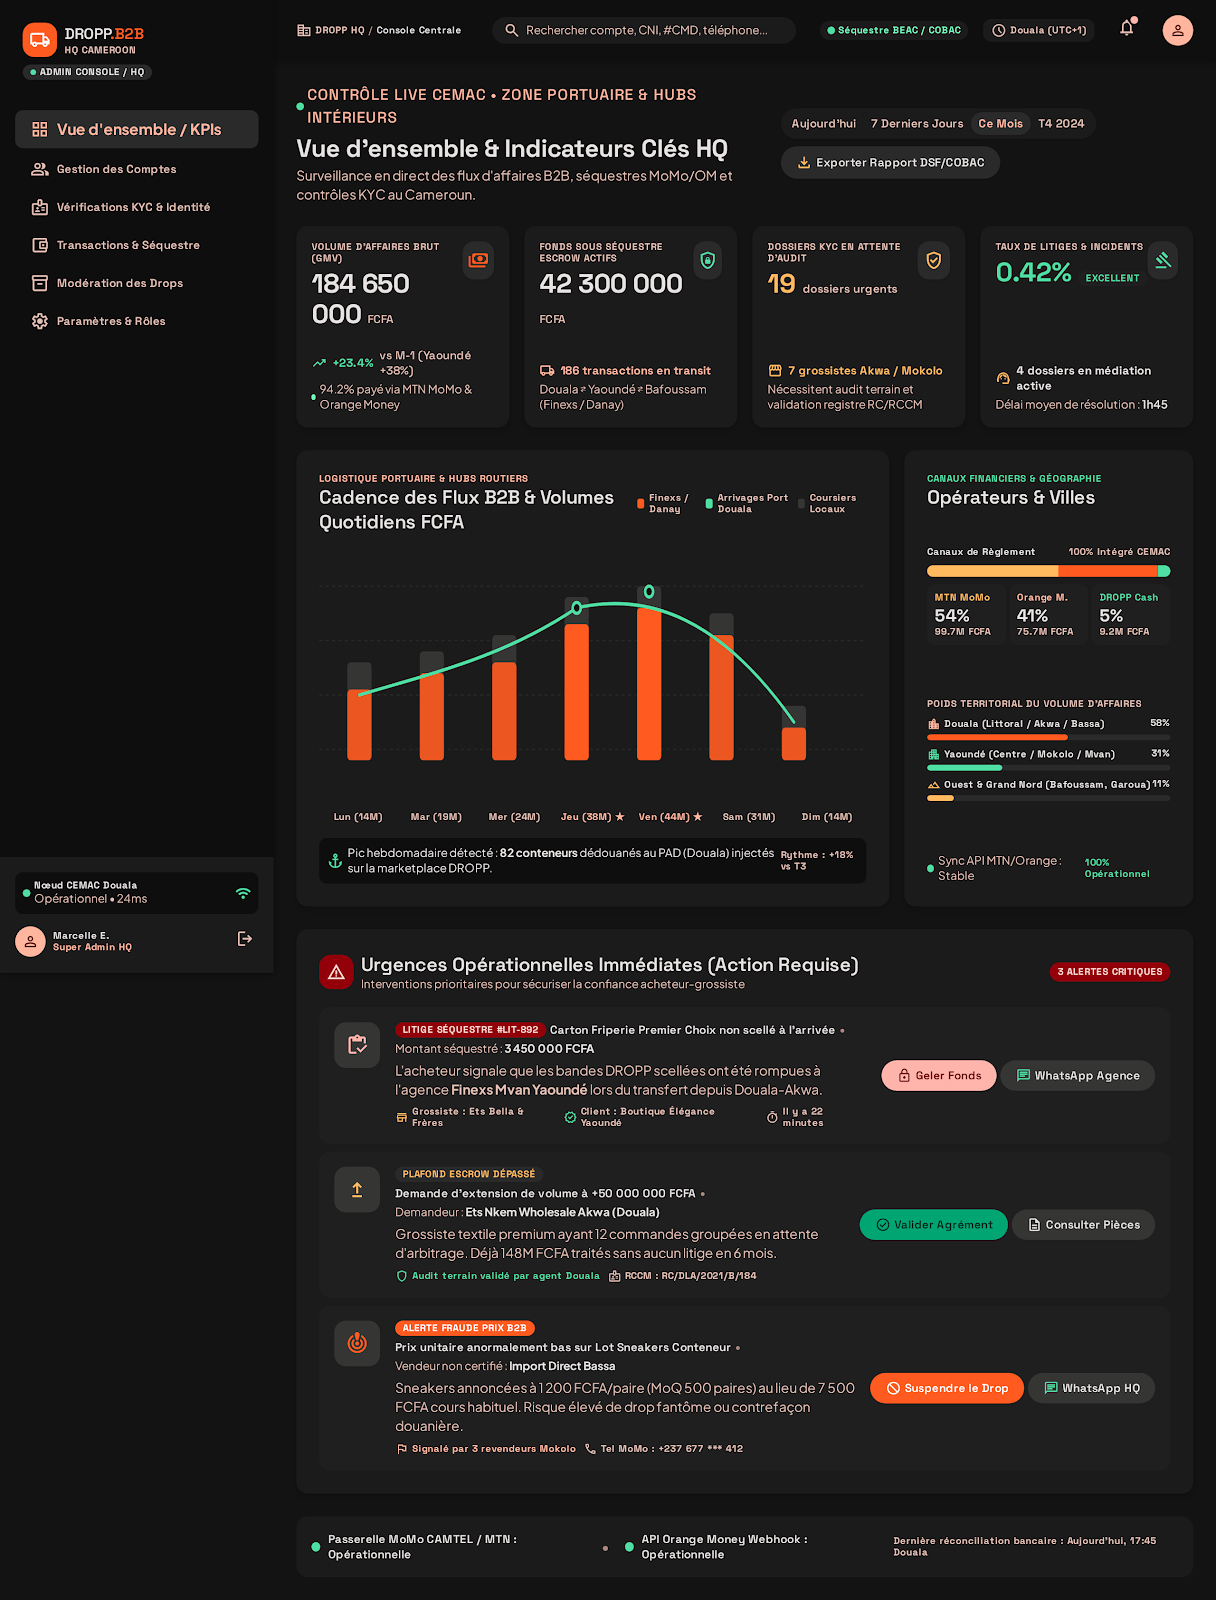 DROPP.B2B
HQ CAMEROON
ADMIN CONSOLE / HQ
Vue d'ensemble / KPIs
Gestion des Comptes
Vérifications KYC & Identité
Transactions & Séquestre
Modération des Drops
Paramètres & Rôles
Nœud CEMAC Douala
Opérationnel • 24ms
Marcelle E.
Super Admin HQ
DROPP HQ / Console Centrale
Rechercher compte, CNI, #CMD, téléphone...
Séquestre BEAC / COBAC
Douala (UTC+1)
CONTRÔLE LIVE CEMAC • ZONE PORTUAIRE & HUBS
INTÉRIEURS
Vue d'ensemble & Indicateurs Clés HQ
Surveillance en direct des flux d'affaires B2B, séquestres MoMo/OM et
contrôles KYC au Cameroun.
Aujourd'hui 7 Derniers Jours Ce Mois T4 2024
Exporter Rapport DSF/COBAC
VOLUME D'AFFAIRES BRUT
(GMV)
184 650
000 FCFA
+23.4% vs M-1 (Yaoundé
+38%)
94.2% payé via MTN MoMo &
Orange Money
FONDS SOUS SÉQUESTRE
ESCROW ACTIFS
42 300 000
FCFA
186 transactions en transit
Douala ⇄ Yaoundé ⇄ Bafoussam
(Finexs / Danay)
DOSSIERS KYC EN ATTENTE
D'AUDIT
19 dossiers urgents
7 grossistes Akwa / Mokolo
Nécessitent audit terrain et
validation registre RC/RCCM
TAUX DE LITIGES & INCIDENTS
0.42% EXCELLENT
4 dossiers en médiation
active
Délai moyen de résolution : 1h45
LOGISTIQUE PORTUAIRE & HUBS ROUTIERS
Cadence des Flux B2B & Volumes
Quotidiens FCFA
Finexs /
Danay
Arrivages Port
Douala
Coursiers
Locaux
Lun (14M) Mar (19M) Mer (24M) Jeu (38M) ★ Ven (44M) ★ Sam (31M) Dim (14M)
Pic hebdomadaire détecté : 82 conteneurs dédouanés au PAD (Douala) injectés
sur la marketplace DROPP.
Rythme : +18%
vs T3
CANAUX FINANCIERS & GÉOGRAPHIE
Opérateurs & Villes
Canaux de Règlement 100% Intégré CEMAC
MTN MoMo
54%
99.7M FCFA
Orange M.
41%
75.7M FCFA
DROPP Cash
5%
9.2M FCFA
POIDS TERRITORIAL DU VOLUME D'AFFAIRES
Douala (Littoral / Akwa / Bassa) 58%
Yaoundé (Centre / Mokolo / Mvan) 31%
Ouest & Grand Nord (Bafoussam, Garoua) 11%
Sync API MTN/Orange :
Stable
100%
Opérationnel
Urgences Opérationnelles Immédiates (Action Requise)
Interventions prioritaires pour sécuriser la confiance acheteur-grossiste
3 ALERTES CRITIQUES
LITIGE SÉQUESTRE #LIT-892 Carton Friperie Premier Choix non scellé à l'arrivée •
Montant séquestré : 3 450 000 FCFA
L'acheteur signale que les bandes DROPP scellées ont été rompues à
l'agence Finexs Mvan Yaoundé lors du transfert depuis Douala-Akwa.
Grossiste : Ets Bella &
Frères
Client : Boutique Élégance
Yaoundé
Il y a 22
minutes
Geler Fonds
WhatsApp Agence
PLAFOND ESCROW DÉPASSÉ
Demande d'extension de volume à +50 000 000 FCFA •
Demandeur : Ets Nkem Wholesale Akwa (Douala)
Grossiste textile premium ayant 12 commandes groupées en attente
d'arbitrage. Déjà 148M FCFA traités sans aucun litige en 6 mois.
Audit terrain validé par agent Douala RCCM : RC/DLA/2021/B/184
Valider Agrément
Consulter Pièces
ALERTE FRAUDE PRIX B2B
Prix unitaire anormalement bas sur Lot Sneakers Conteneur •
Vendeur non certifié : Import Direct Bassa
Sneakers annoncées à 1 200 FCFA/paire (MoQ 500 paires) au lieu de 7 500
FCFA cours habituel. Risque élevé de drop fantôme ou contrefaçon
douanière.
Signalé par 3 revendeurs Mokolo Tel MoMo : +237 677 *** 412
Suspendre le Drop
WhatsApp HQ
Passerelle MoMo CAMTEL / MTN :
Opérationnelle
•
API Orange Money Webhook :
Opérationnelle
Dernière réconciliation bancaire : Aujourd'hui, 17:45
Douala